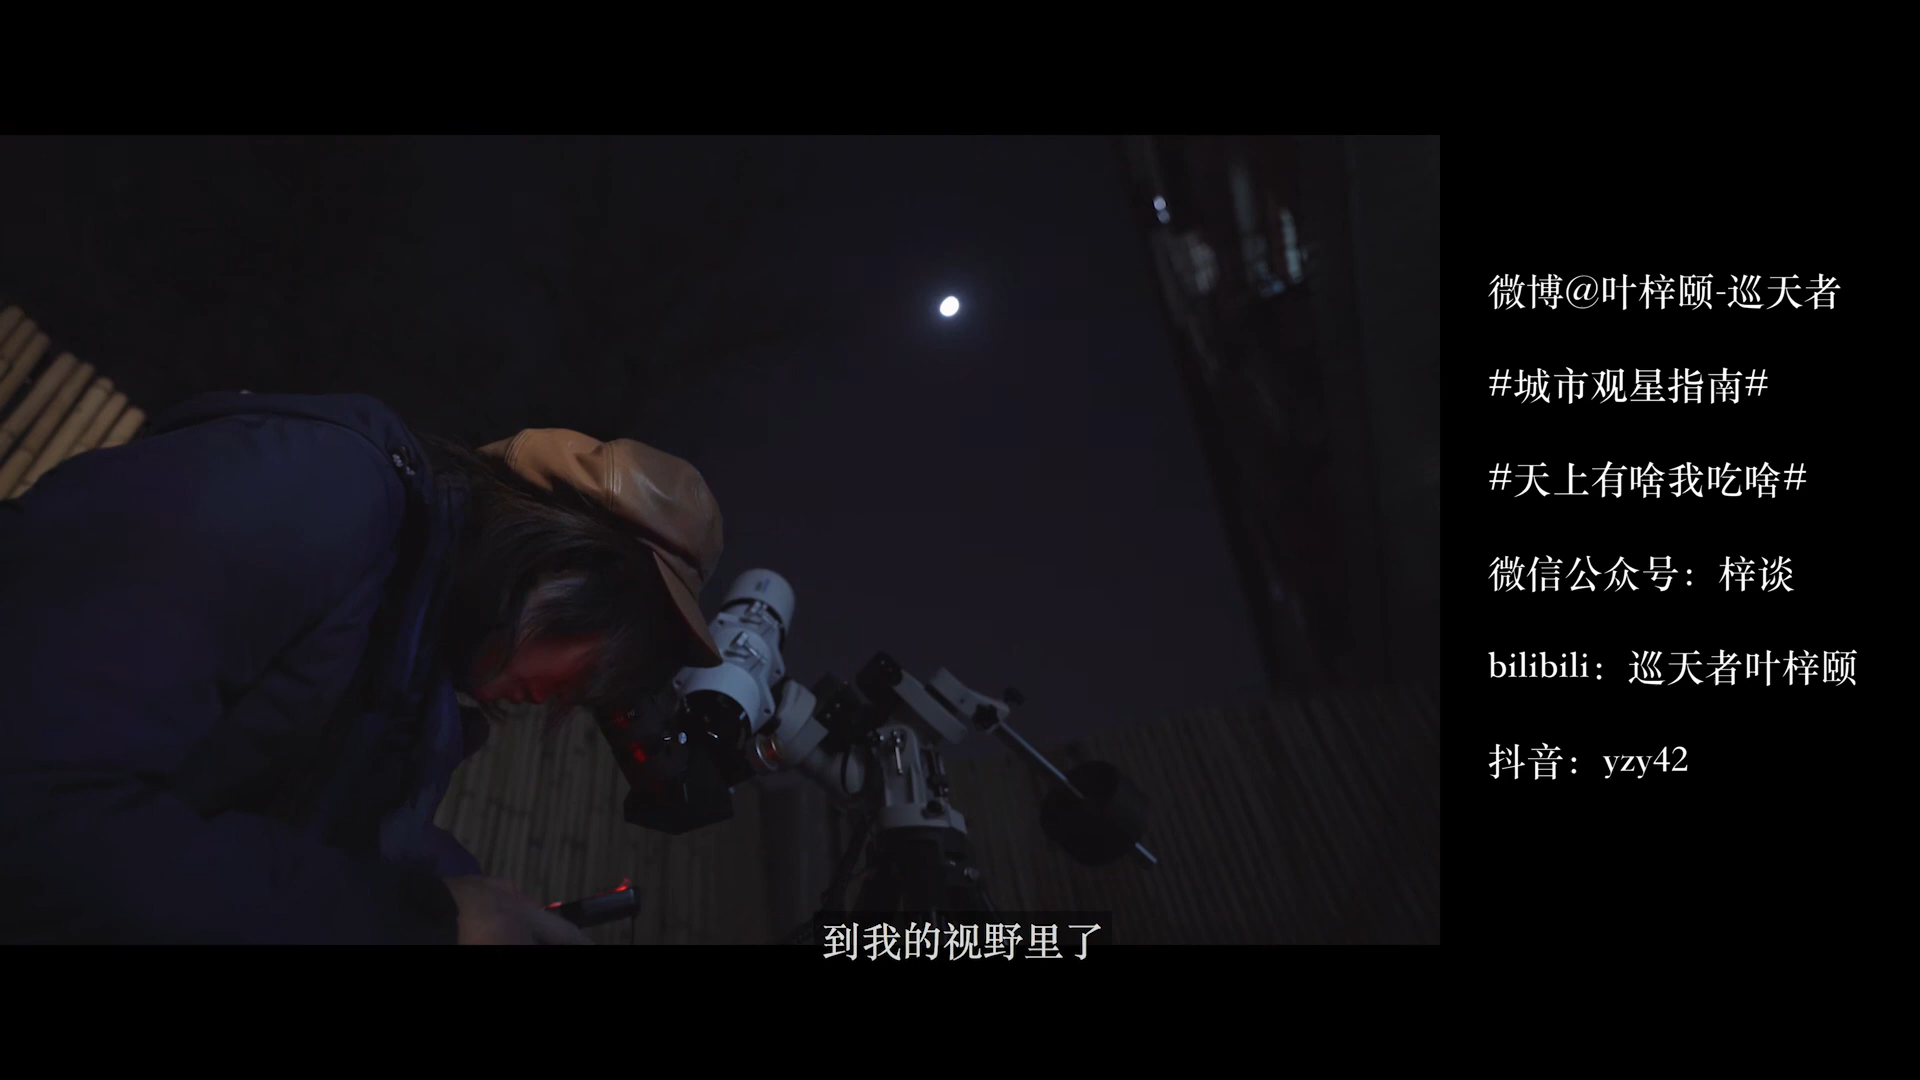 微博@叶梓颐-巡天者
#城市观星指南#
#天上有啥我吃啥#
微信公众号：梓谈
bilibili：巡天者叶梓颐
抖音：yzy42
到我的视野里了